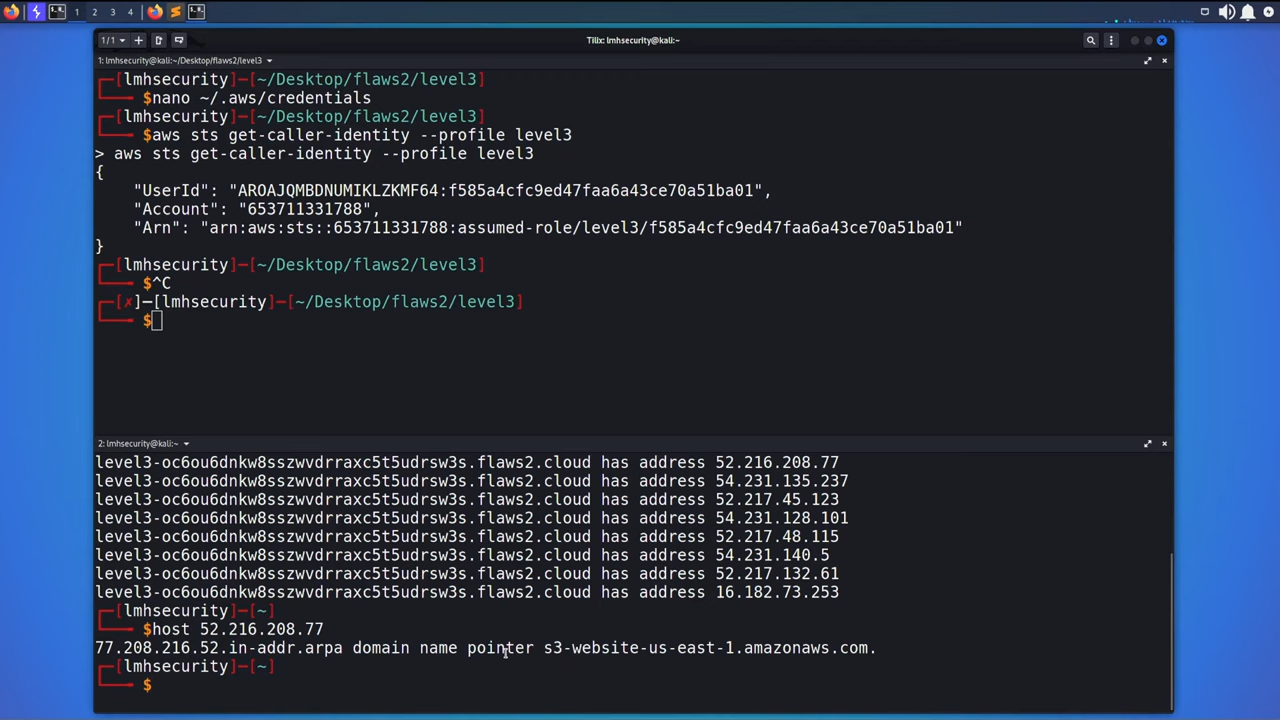 1 2 3 4
1/1 Tilix: lmhsecurity@kali:~
1: lmhsecurity@kali:~/Desktop/flaws2/level3
[lmhsecurity]─[~/Desktop/flaws2/level3]
$nano ~/.aws/credentials
[lmhsecurity]─[~/Desktop/flaws2/level3]
$aws sts get-caller-identity --profile level3
> aws sts get-caller-identity --profile level3
{
"UserId": "AROAJQMBDNUMIKLZKMF64:f585a4cfc9ed47faa6a43ce70a51ba01",
"Account": "653711331788",
"Arn": "arn:aws:sts::653711331788:assumed-role/level3/f585a4cfc9ed47faa6a43ce70a51ba01"
}
[lmhsecurity]─[~/Desktop/flaws2/level3]
$^C
[✗]─[lmhsecurity]─[~/Desktop/flaws2/level3]
$
2: lmhsecurity@kali:~
level3-oc6ou6dnkw8sszwvdrraxc5t5udrsw3s.flaws2.cloud has address 52.216.208.77
level3-oc6ou6dnkw8sszwvdrraxc5t5udrsw3s.flaws2.cloud has address 54.231.135.237
level3-oc6ou6dnkw8sszwvdrraxc5t5udrsw3s.flaws2.cloud has address 52.217.45.123
level3-oc6ou6dnkw8sszwvdrraxc5t5udrsw3s.flaws2.cloud has address 54.231.128.101
level3-oc6ou6dnkw8sszwvdrraxc5t5udrsw3s.flaws2.cloud has address 52.217.48.115
level3-oc6ou6dnkw8sszwvdrraxc5t5udrsw3s.flaws2.cloud has address 54.231.140.5
level3-oc6ou6dnkw8sszwvdrraxc5t5udrsw3s.flaws2.cloud has address 52.217.132.61
level3-oc6ou6dnkw8sszwvdrraxc5t5udrsw3s.flaws2.cloud has address 16.182.73.253
[lmhsecurity]─[~]
$host 52.216.208.77
77.208.216.52.in-addr.arpa domain name pointer s3-website-us-east-1.amazonaws.com.
[lmhsecurity]─[~]
$